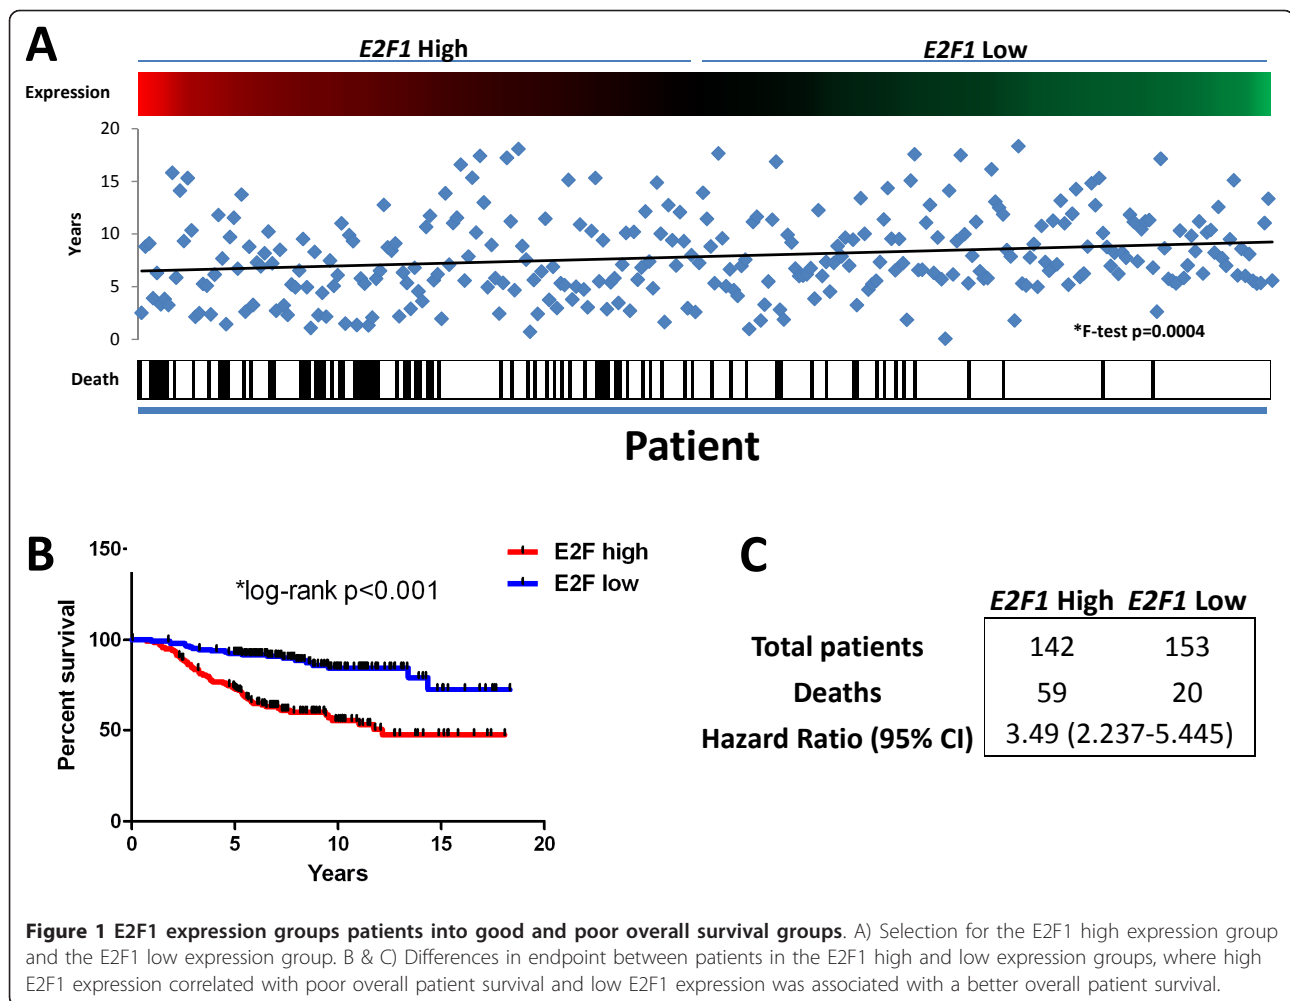 A
E2F1 High
E2F1 Low
Expression
20
15
10
5
0
Years
*F-test p=0.0004
Death
Patient
B
150
100
50
0
Percent survival
*log-rank p<0.001
E2F high
E2F low
0 5 10 15 20
Years
C
E2F1 High E2F1 Low
Total patients 142 153
Deaths 59 20
Hazard Ratio (95% CI) 3.49 (2.237-5.445)
Figure 1 E2F1 expression groups patients into good and poor overall survival groups. A) Selection for the E2F1 high expression group
and the E2F1 low expression group. B & C) Differences in endpoint between patients in the E2F1 high and low expression groups, where high
E2F1 expression correlated with poor overall patient survival and low E2F1 expression was associated with a better overall patient survival.